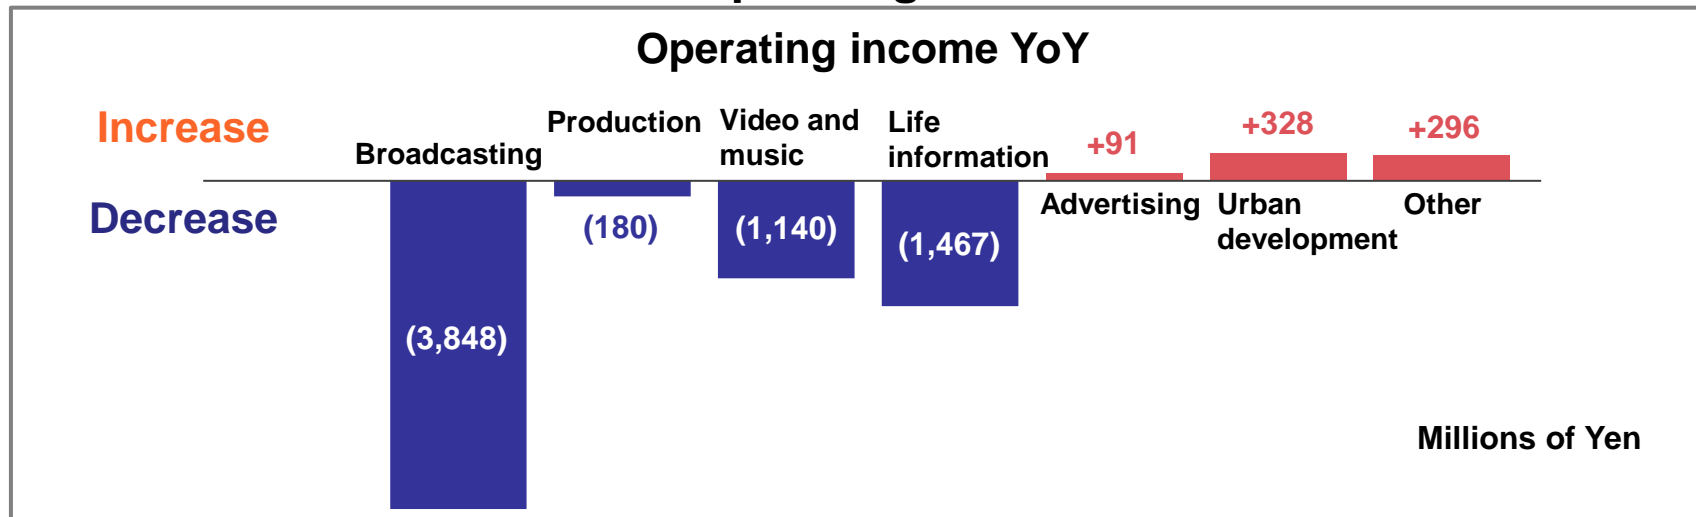 Operating income YoY
Increase
Decrease
Broadcasting
(3,848)
Production
(180)
Video and
music
(1,140)
Life
information
(1,467)
+91
Advertising
+328
Urban
development
+296
Other
Millions of Yen